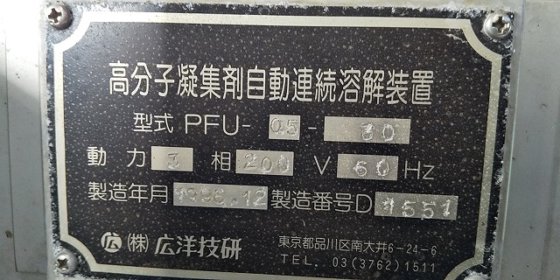 高分子凝集剤自動連続溶解装置
型式 PFU-05-30
動力 3 相 200 V 60 Hz
製造年月 1996.12 製造番号D 1551
広 (株) 広洋技研 東京都品川区南大井6-24-6
TEL. 03(3762)1511